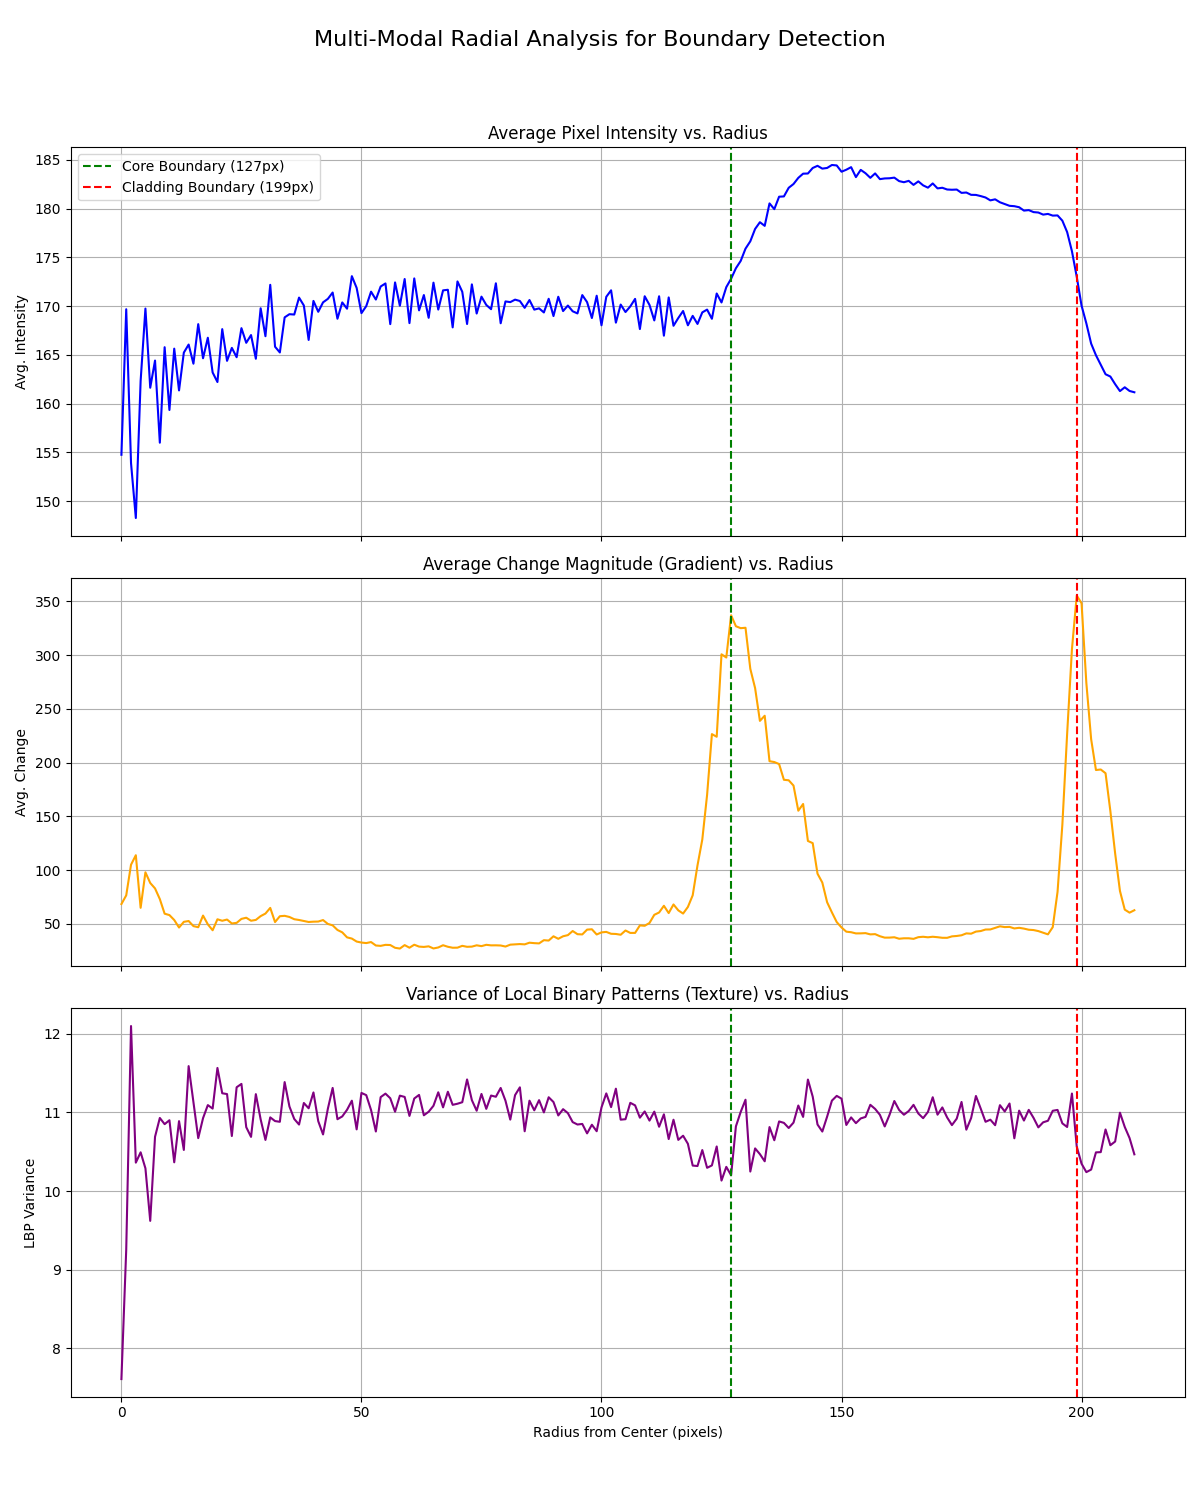 Multi-Modal Radial Analysis for Boundary Detection
Average Pixel Intensity vs. Radius
Core Boundary (127px)
Cladding Boundary (199px)
Avg. Intensity
185
180
175
170
165
160
155
150
Average Change Magnitude (Gradient) vs. Radius
Avg. Change
350
300
250
200
150
100
50
Variance of Local Binary Patterns (Texture) vs. Radius
LBP Variance
12
11
10
9
8
0 50 100 150 200
Radius from Center (pixels)